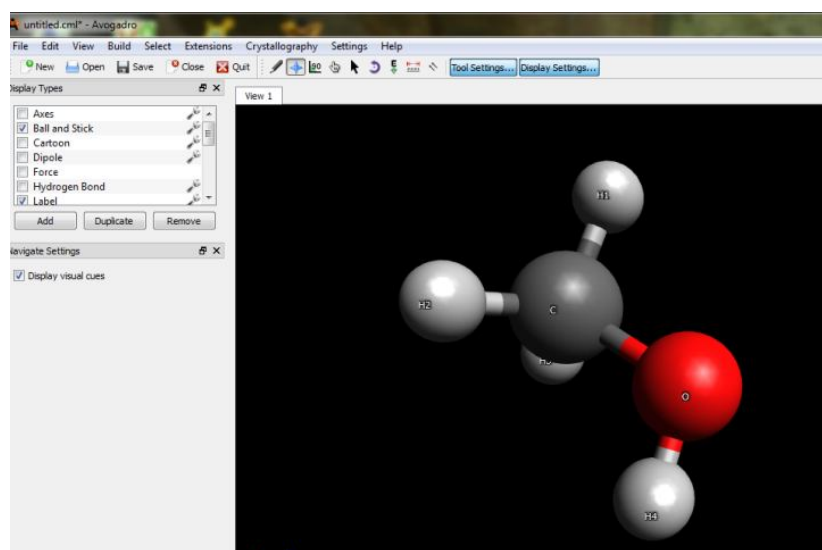 untitled.cml* - Avogadro
File Edit View Build Select Extensions Crystallography Settings Help
New Open Save Close Quit Tool Settings... Display Settings...
Display Types
View 1
Axes
Ball and Stick
Cartoon
Dipole
Force
Hydrogen Bond
Label
Add Duplicate Remove
Navigate Settings
Display visual cues
H1
H2
C
H3
O
H4